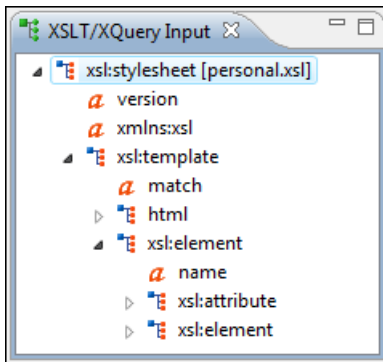 XSLT/XQuery Input
xsl:stylesheet [personal.xsl]
a version
a xmlns:xsl
xsl:template
a match
html
xsl:element
a name
xsl:attribute
xsl:element